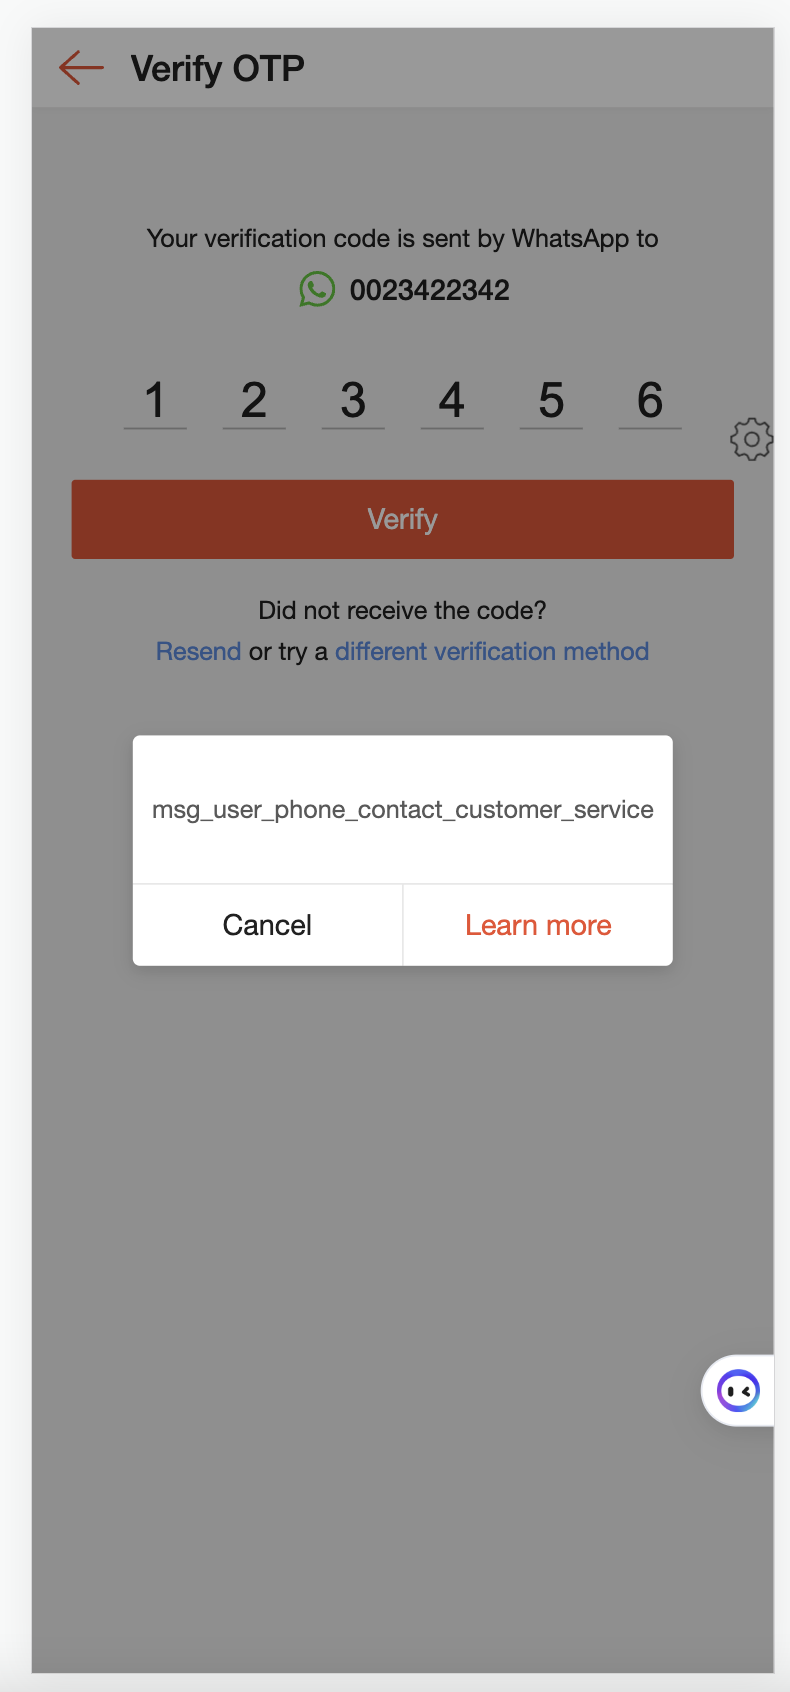 Verify OTP
Your verification code is sent by WhatsApp to
0023422342
1 2 3 4 5 6
Verify
Did not receive the code?
Resend or try a different verification method
msg_user_phone_contact_customer_service
Cancel Learn more